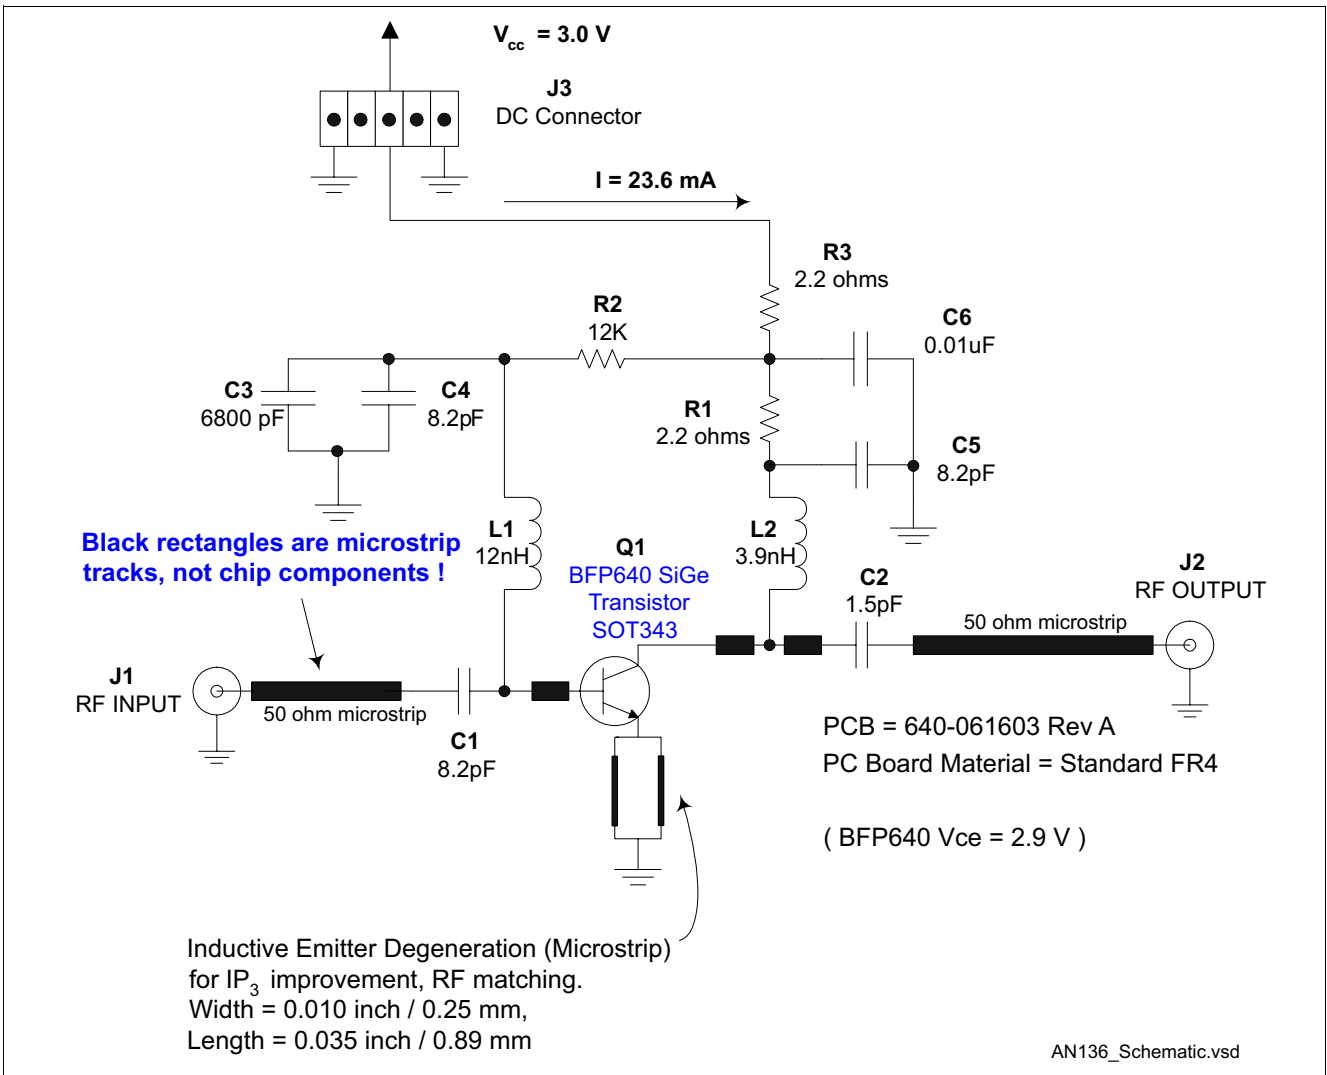 Vcc = 3.0 V
J3
DC Connector
I = 23.6 mA
R3
2.2 ohms
R2
12K
C6
0.01uF
C3
6800 pF
C4
8.2pF
R1
2.2 ohms
C5
8.2pF
Black rectangles are microstrip
tracks, not chip components !
L1
12nH
Q1
BFP640 SiGe
Transistor
SOT343
L2
3.9nH
C2
1.5pF
J2
RF OUTPUT
50 ohm microstrip
J1
RF INPUT
50 ohm microstrip
C1
8.2pF
PCB = 640-061603 Rev A
PC Board Material = Standard FR4
( BFP640 Vce = 2.9 V )
Inductive Emitter Degeneration (Microstrip)
for IP3 improvement, RF matching.
Width = 0.010 inch / 0.25 mm,
Length = 0.035 inch / 0.89 mm
AN136_Schematic.vsd